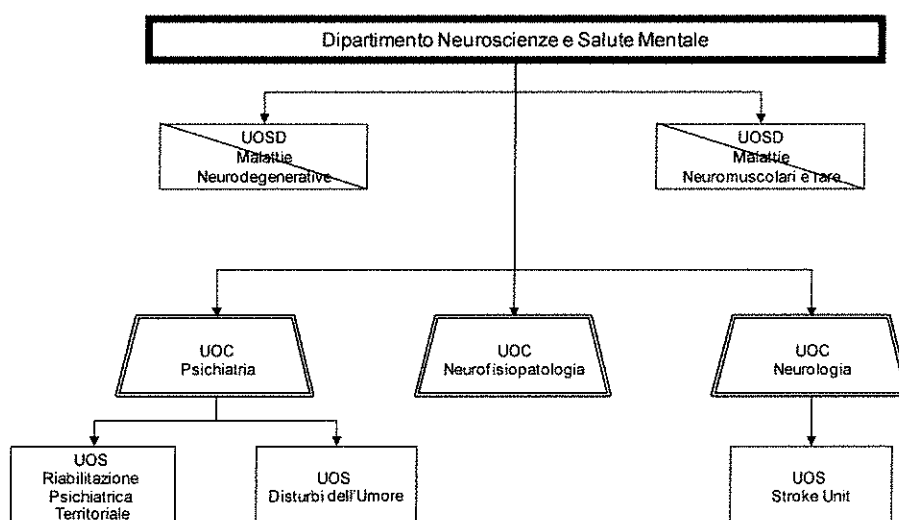 Dipartimento Neuroscienze e Salute Mentale
UOSD
Malattie
Neurodegenerative
UOSD
Malattie
Neuromuscolari e rare
UOC
Psichiatria
UOC
Neurofisiopatologia
UOC
Neurologia
UOS
Riabilitazione
Psichiatrica
Territoriale
UOS
Disturbi dell'Umore
UOS
Stroke Unit